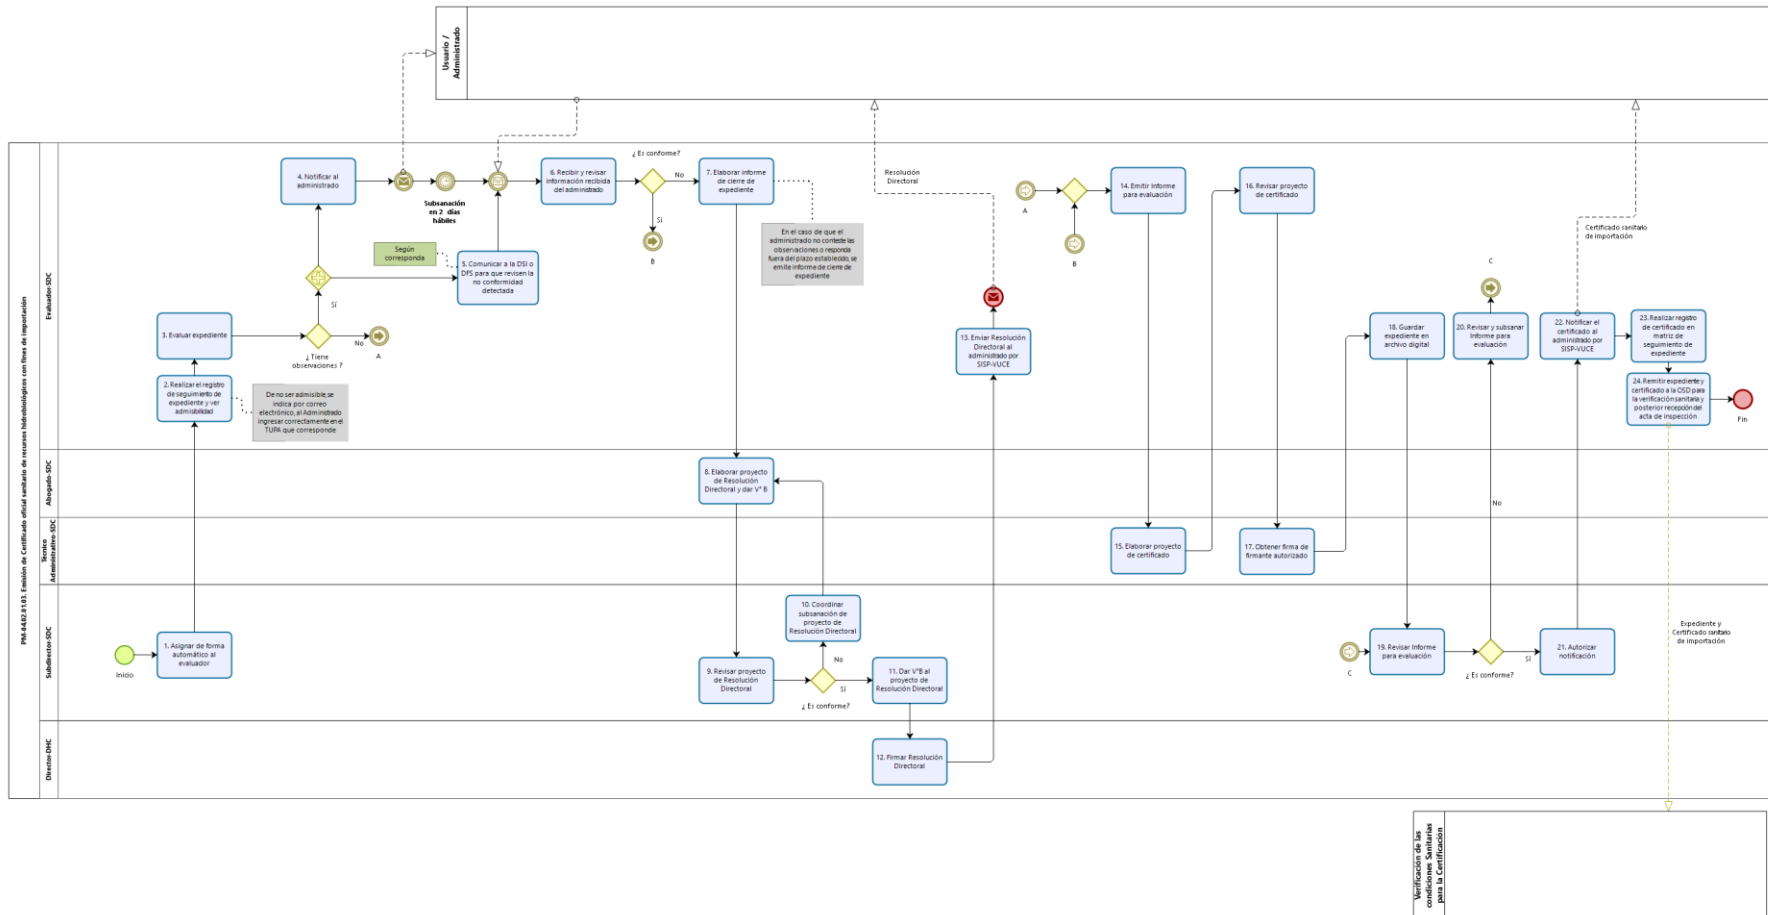 Usuario /
Administrado
PM-04.02.01.03. Emisión de Certificado oficial sanitario de recursos hidrobiológicos con fines de importación
Evaluador-SDC
4. Notificar al
administrado
Subsanación
en 2 días
hábiles
6. Recibir y revisar
información recibida
del administrado
¿ Es conforme?
No
Si
B
7. Elaborar informe
de cierre de
expediente
En el caso de que el
administrado no conteste las
observaciones o responda
fuera del plazo establecido, se
emite informe de cierre de
expediente
Según
corresponda
5. Comunicar a la DSI o
DFS para que revisen la
no conformidad
detectada
Sí
3. Evaluar expediente
¿ Tiene
observaciones ?
No
A
2. Realizar el registro
de seguimiento de
expediente y ver
admisibilidad
De no ser admisible, se
indica por correo
electrónico, al Administrado
ingresar correctamente en el
TUPA que corresponde
Resolución
Directoral
13. Enviar Resolución
Directoral al
administrado por
SISP-VUCE
A
B
14. Emitir Informe
para evaluación
16. Revisar proyecto
de certificado
Certificado sanitario
de importación
C
18. Guardar
expediente en
archivo digital
20. Revisar y subsanar
Informe para
evaluación
22. Notificar el
certificado al
administrado por
SISP-VUCE
23. Realizar registro
de certificado en
matriz de
seguimiento de
expediente
24. Remitir expediente y
certificado a la OSD para
la verificación sanitaria y
posterior recepción del
acta de inspección
Fin
Abogado-SDC
8. Elaborar proyecto
de Resolución
Directoral y dar V° B
No
Técnico
Administrativo-SDC
15. Elaborar proyecto
de certificado
17. Obtener firma de
firmante autorizado
Subdirector-SDC
Inicio
1. Asignar de forma
automático al
evaluador
10. Coordinar
subsanación de
proyecto de
Resolución Directoral
9. Revisar proyecto
de Resolución
Directoral
No
Sí
¿ Es conforme?
11. Dar V°B al
proyecto de
Resolución Directoral
C
19. Revisar Informe
para evaluación
¿ Es conforme?
Sí
21. Autorizar
notificación
Expediente y
Certificado sanitario
de importación
Director-DHC
12. Firmar Resolución
Directoral
Verificación de las
condiciones Sanitarias
para la Certificación